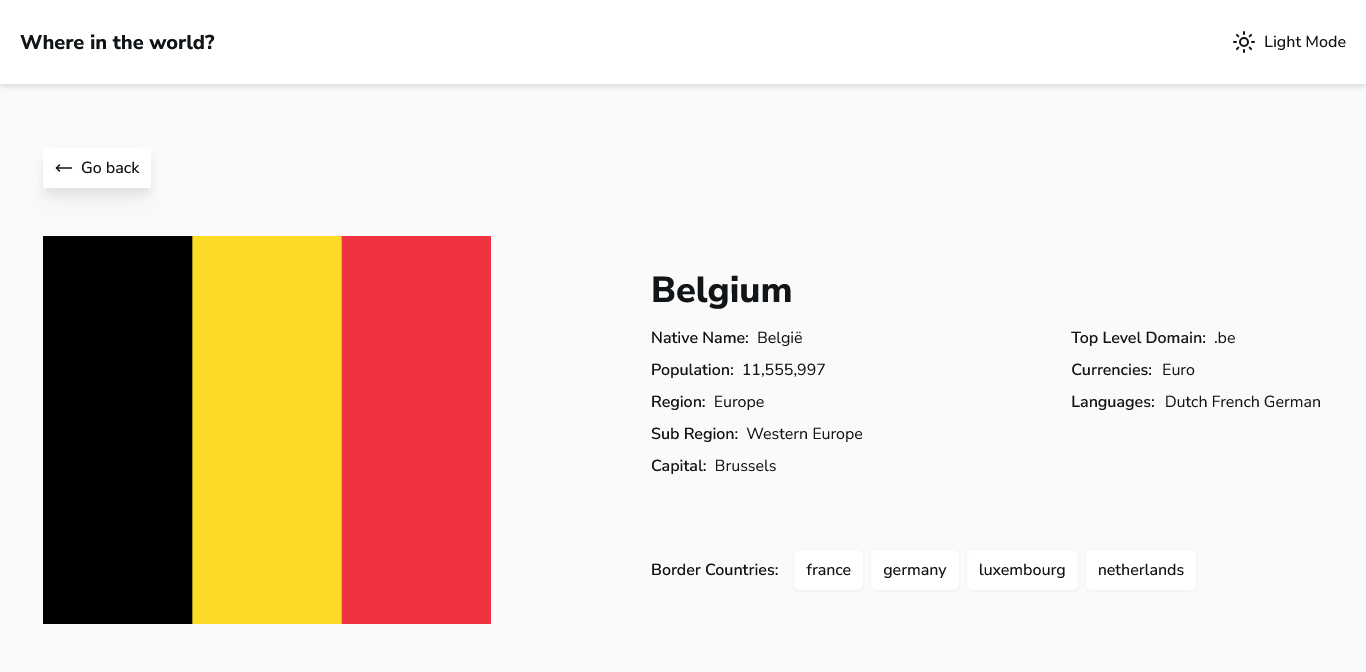 Where in the world?
Light Mode
Go back
Belgium
Native Name: België
Population: 11,555,997
Region: Europe
Sub Region: Western Europe
Capital: Brussels
Top Level Domain: .be
Currencies: Euro
Languages: Dutch French German
Border Countries: france germany luxembourg netherlands